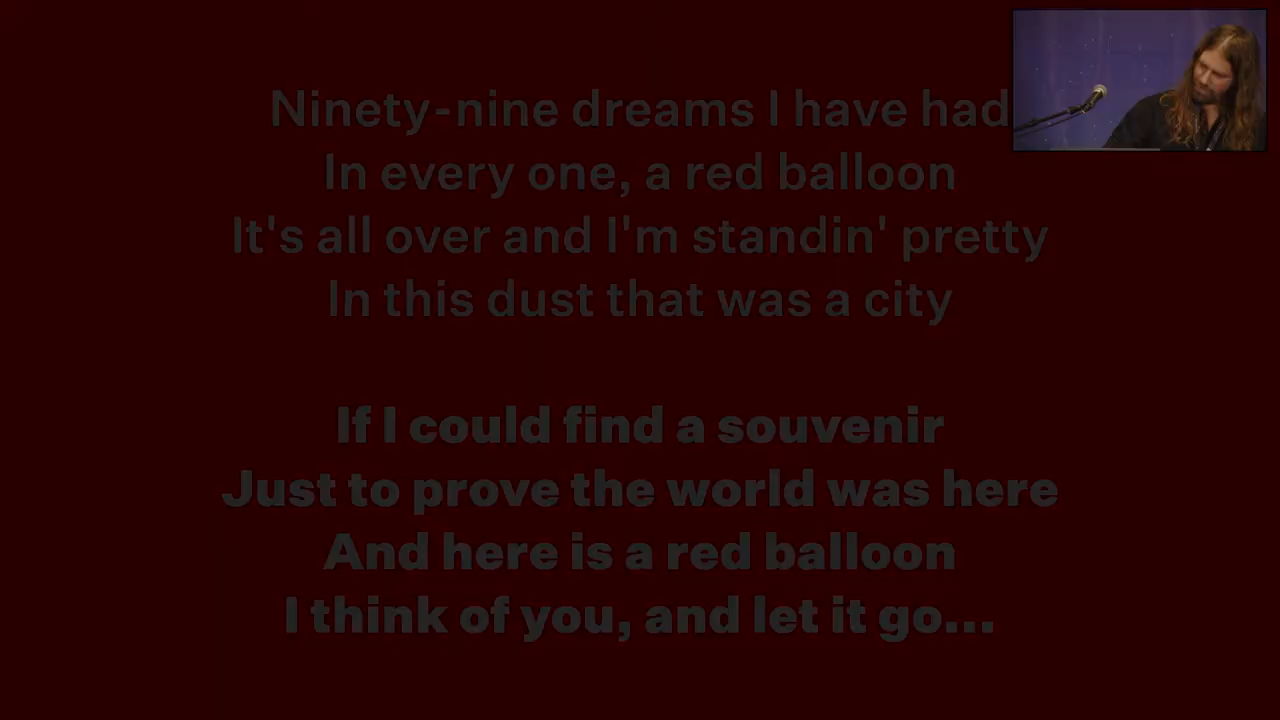 Ninety-nine dreams I have had
In every one, a red balloon
It's all over and I'm standin' pretty
In this dust that was a city
If I could find a souvenir
Just to prove the world was here
And here is a red balloon
I think of you, and let it go...